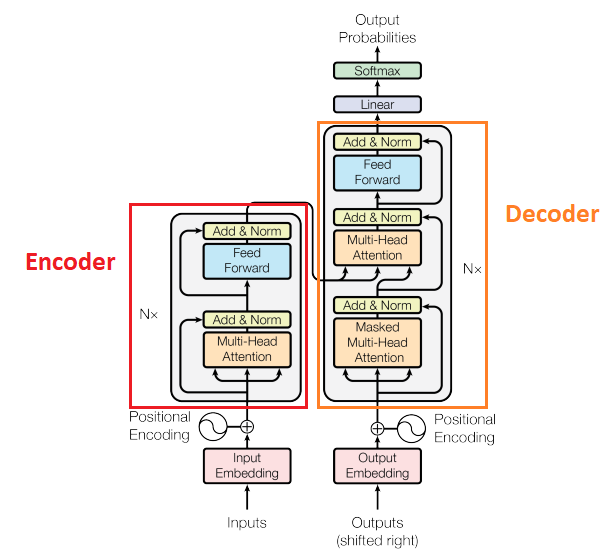 Output
Probabilities
Softmax
Linear
Add & Norm
Feed
Forward
Add & Norm
Multi-Head
Attention
Add & Norm
Masked
Multi-Head
Attention
Nx
Decoder
Encoder
Add & Norm
Feed
Forward
Add & Norm
Multi-Head
Attention
Nx
Positional
Encoding
Positional
Encoding
Input
Embedding
Output
Embedding
Inputs
Outputs
(shifted right)